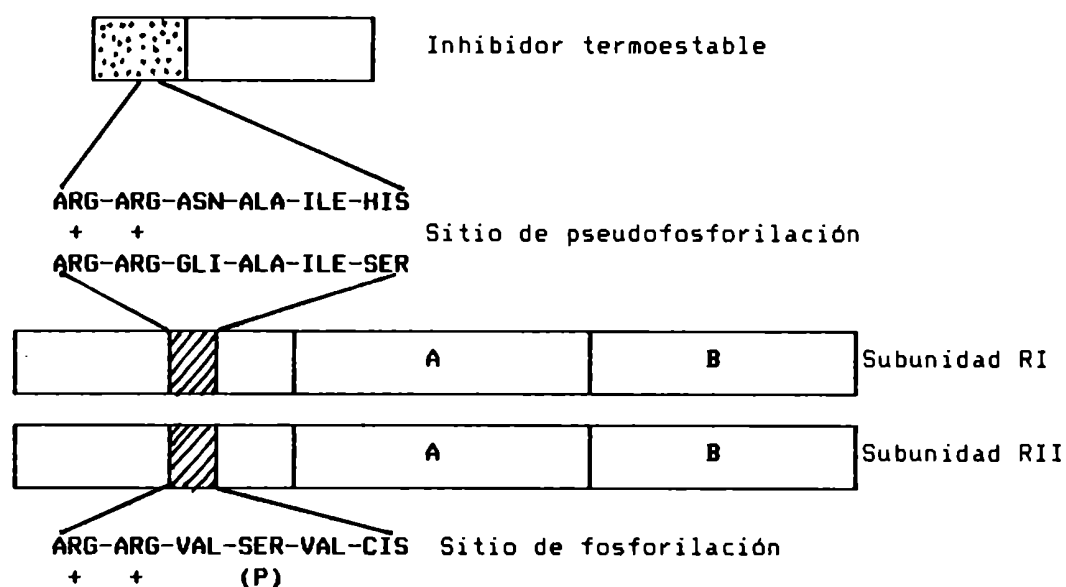 Inhibidor termoestable
ARG-ARG-ASN-ALA-ILE-HIS
+ +
Sitio de pseudofosforilación
ARG-ARG-GLI-ALA-ILE-SER
A B Subunidad RI
A B Subunidad RII
ARG-ARG-VAL-SER-VAL-CIS Sitio de fosforilación
+ + (P)